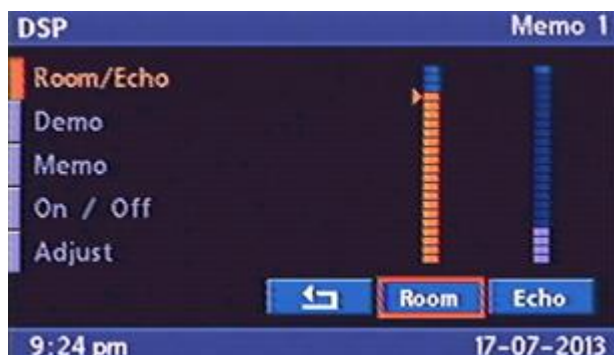 DSP Memo 1
Room/Echo
Demo
Memo
On / Off
Adjust
Room Echo
9:24 pm 17-07-2013